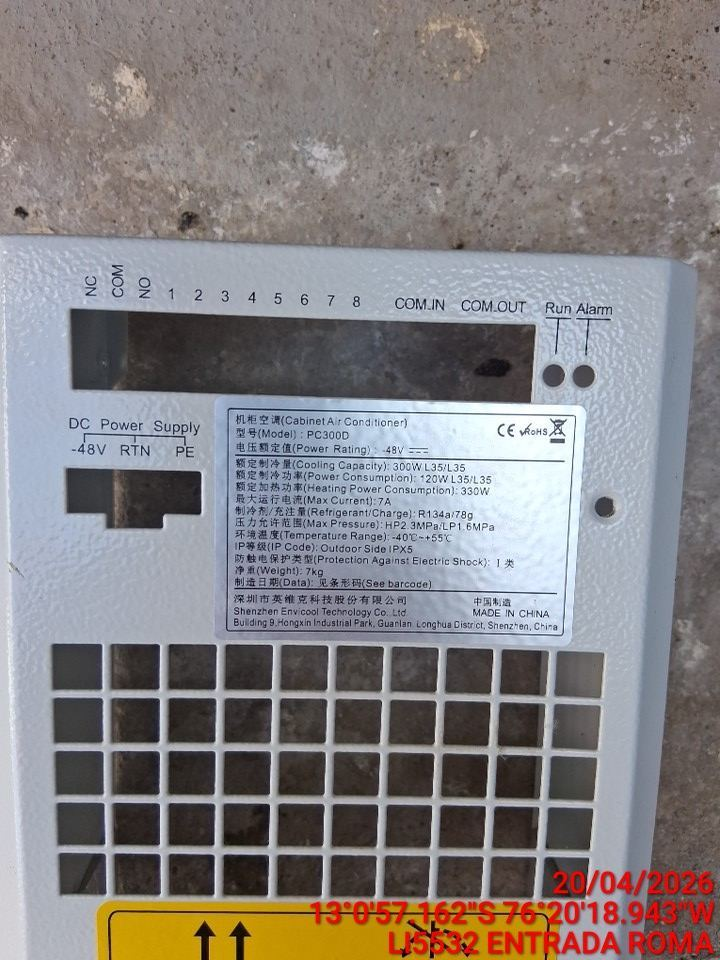 NC COM NO 1 2 3 4 5 6 7 8 COM_IN COM_OUT Run Alarm
DC Power Supply
-48V RTN PE
机柜空调(Cabinet Air Conditioner)
型号(Model): PC300D
CE RoHS
电压额定值(Power Rating): -48V
额定制冷量(Cooling Capacity): 300W L35/L35
额定制冷功率(Power Consumption): 120W L35/L35
额定加热功率(Heating Power Consumption): 330W
最大运行电流(Max Current): 7A
制冷剂/充注量(Refrigerant/Charge): R134a/78g
压力允许范围(Max Pressure): HP2.3MPa/LP1.6MPa
环境温度(Temperature Range): -40℃~+55℃
IP等级(IP Code): Outdoor Side IPX5
防触电保护类型(Protection Against Electric Shock): I 类
净重(Weight): 7kg
制造日期(Data): 见条形码(See barcode)
深圳市英维克科技股份有限公司 中国制造
Shenzhen Envicool Technology Co., Ltd. MADE IN CHINA
Building 9,Hongxin Industrial Park, Guanlan, Longhua District, Shenzhen, China
20/04/2026
13°0'57.162"S 76°20'18.943"W
LI5532 ENTRADA ROMA